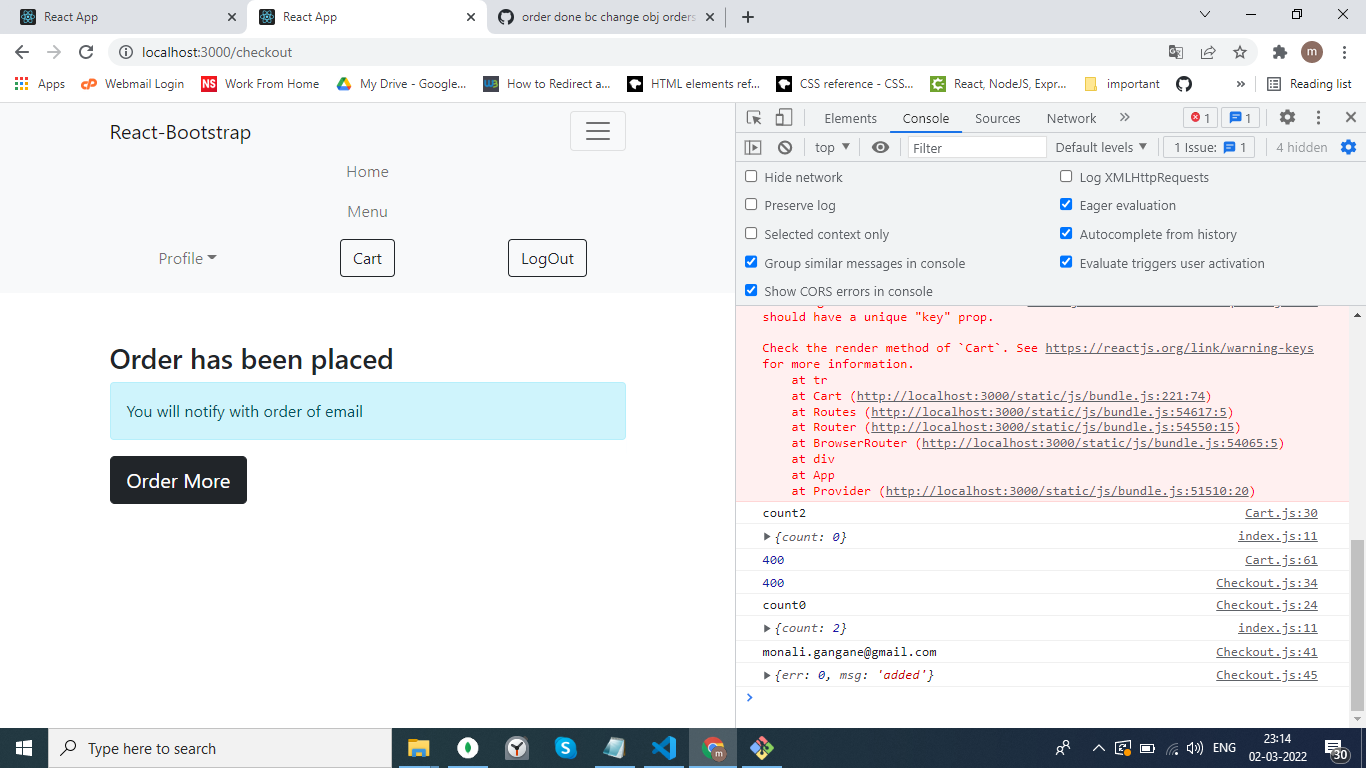 React App
React App
order done bc change obj orders
localhost:3000/checkout
m
Apps
Webmail Login
NS Work From Home
My Drive - Google...
How to Redirect a...
HTML elements ref...
CSS reference - CSS...
React, NodeJS, Expr...
important
»
Reading list
React-Bootstrap
Home
Menu
Profile
Cart
LogOut
Order has been placed
You will notify with order of email
Order More
Elements
Console
Sources
Network
»
1
1
top
Filter
Default levels
1 Issue: 1
4 hidden
Hide network
Log XMLHttpRequests
Preserve log
Eager evaluation
Selected context only
Autocomplete from history
Group similar messages in console
Evaluate triggers user activation
Show CORS errors in console
should have a unique "key" prop.
Check the render method of `Cart`. See https://reactjs.org/link/warning-keys
for more information.
at tr
at Cart (http://localhost:3000/static/js/bundle.js:221:74)
at Routes (http://localhost:3000/static/js/bundle.js:54617:5)
at Router (http://localhost:3000/static/js/bundle.js:54550:15)
at BrowserRouter (http://localhost:3000/static/js/bundle.js:54065:5)
at div
at App
at Provider (http://localhost:3000/static/js/bundle.js:51510:20)
count2 Cart.js:30
{count: 0} index.js:11
400 Cart.js:61
400 Checkout.js:34
count0 Checkout.js:24
{count: 2} index.js:11
monali.gangane@gmail.com Checkout.js:41
{err: 0, msg: 'added'} Checkout.js:45
Type here to search
m
ENG
23:14
02-03-2022
30